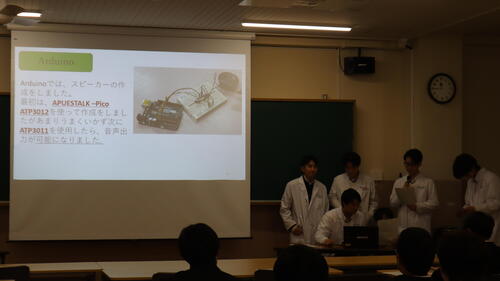 Arduino
Arduinoでは、スピーカーの作
成をしました。
最初は、APUESTALK –Pico
ATP3012を使って作成をしまし
たがあまりうまくいかず次に
ATP3011を使用したら、音声出
力が可能になりました。